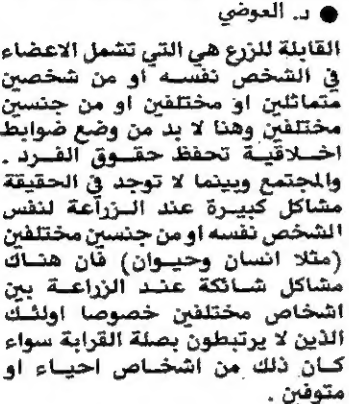 ● د. العوضي
القابلة للزرع هي التي تشمل الاعضاء
في الشخص نفسه او من شخصين
متماثلين او مختلفين او من جنسين
مختلفين وهنا لا بد من وضع ضوابط
اخلاقية تحفظ حقوق الفرد .
والمجتمع وبينما لا توجد في الحقيقة
مشاكل كبيرة عند الزراعة لنفس
الشخص نفسه او من جنسين مختلفين
(مثلا انسان وحيوان) فان هناك
مشاكل شائكة عند الزراعة بين
اشخاص مختلفين خصوصا اولئك
الذين لا يرتبطون بصلة القرابة سواء
كان ذلك من اشخاص احياء او
متوفين .